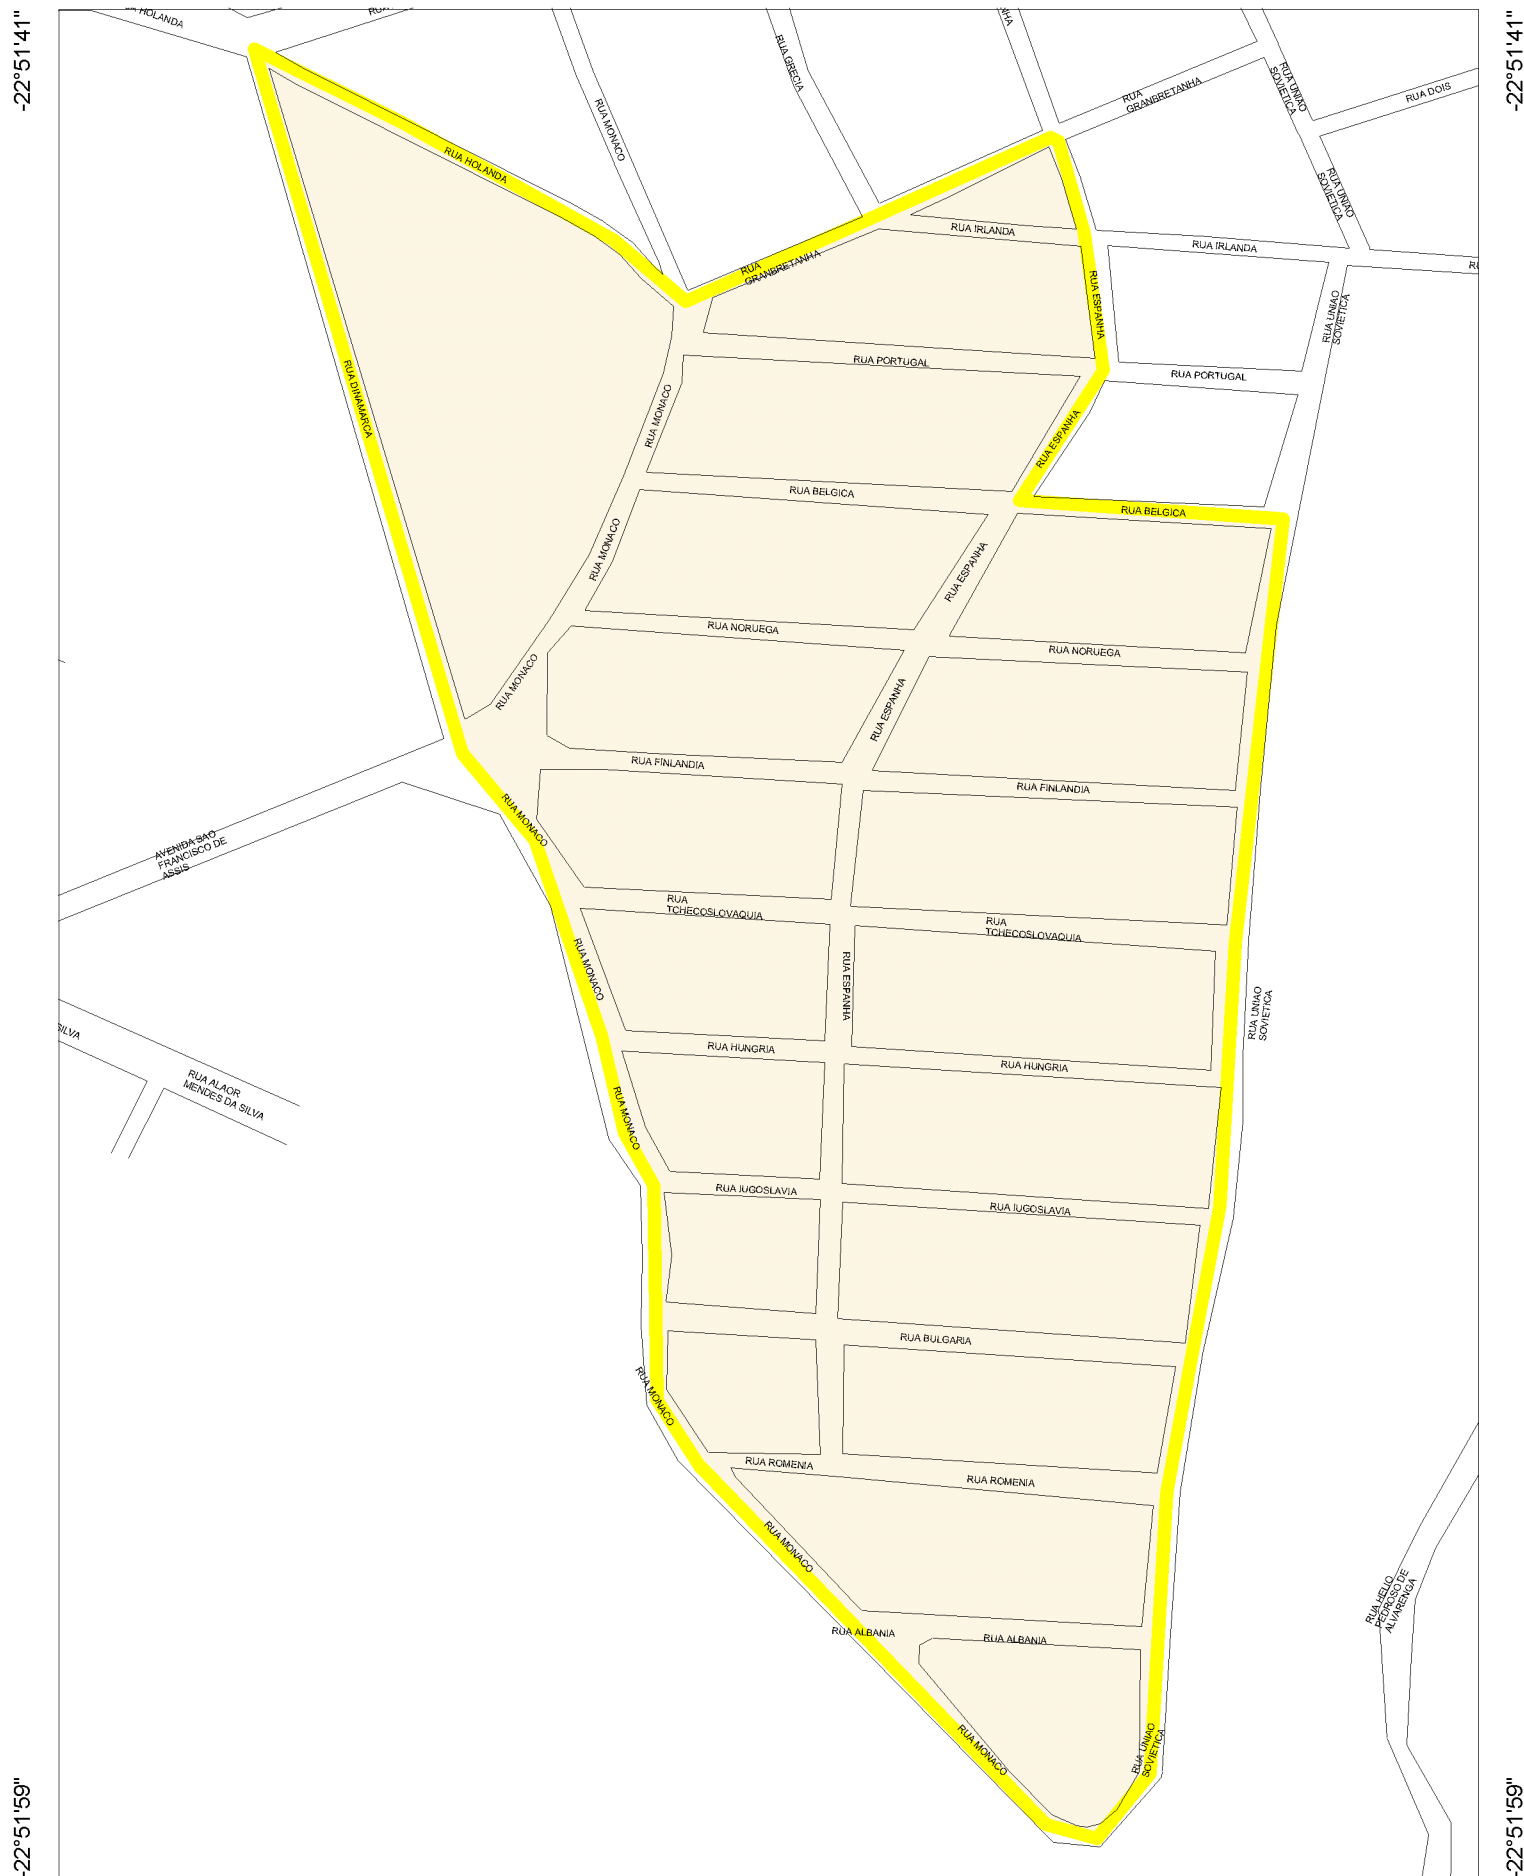 -22°51'41"
-22°51'41"
RUA GRECIA
RUA MONACO
RUA
GRANBRETANHA
RUA UNIAO
SOVIETICA
RUA DOIS
RUA HOLANDA
RUA UNIAO
SOVIETICA
RUA IRLANDA
RUA IRLANDA
RUA
GRANBRETANHA
RUA ESPANHA
RUA UNIAO
SOVIETICA
RUA PORTUGAL
RUA PORTUGAL
RUA DINAMARCA
RUA MONACO
RUA ESPANHA
RUA BELGICA
RUA BELGICA
RUA MONACO
RUA ESPANHA
RUA NORUEGA
RUA NORUEGA
RUA MONACO
RUA ESPANHA
RUA FINLANDIA
RUA FINLANDIA
RUA MONACO
AVENIDA SAO
FRANCISCO DE
ASSIS
RUA
TCHECOSLOVAQUIA
RUA
TCHECOSLOVAQUIA
RUA MONACO
RUA ESPANHA
RUA UNIAO
SOVIETICA
SILVA
RUA HUNGRIA
RUA HUNGRIA
RUA ALAOR
MENDES DA SILVA
RUA MONACO
RUA IUGOSLAVIA
RUA IUGOSLAVIA
RUA BULGARIA
RUA MONACO
RUA ROMENIA
RUA ROMENIA
RUA MONACO
RUA HELIO
PEDROSO DE
ALVARENGA
RUA ALBANIA
RUA ALBANIA
RUA MONACO
RUA UNIAO
SOVIETICA
-22°51'59"
-22°51'59"